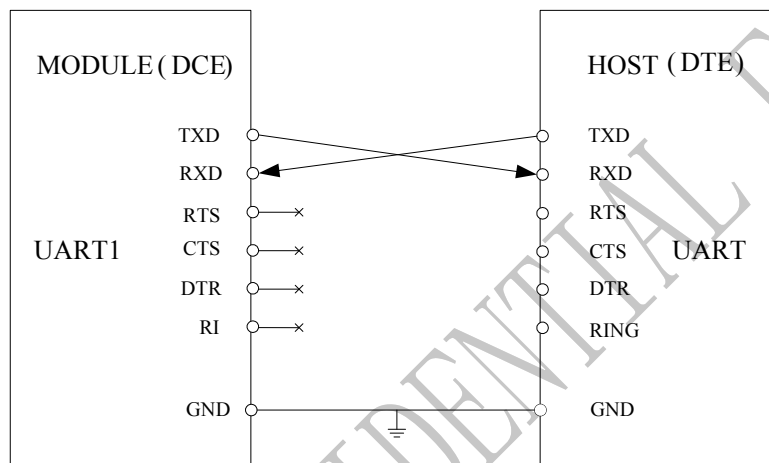 MODULE (DCE)
HOST (DTE)
TXD
TXD
RXD
RXD
RTS
RTS
UART1
CTS
CTS
UART
DTR
DTR
RI
RING
GND
GND